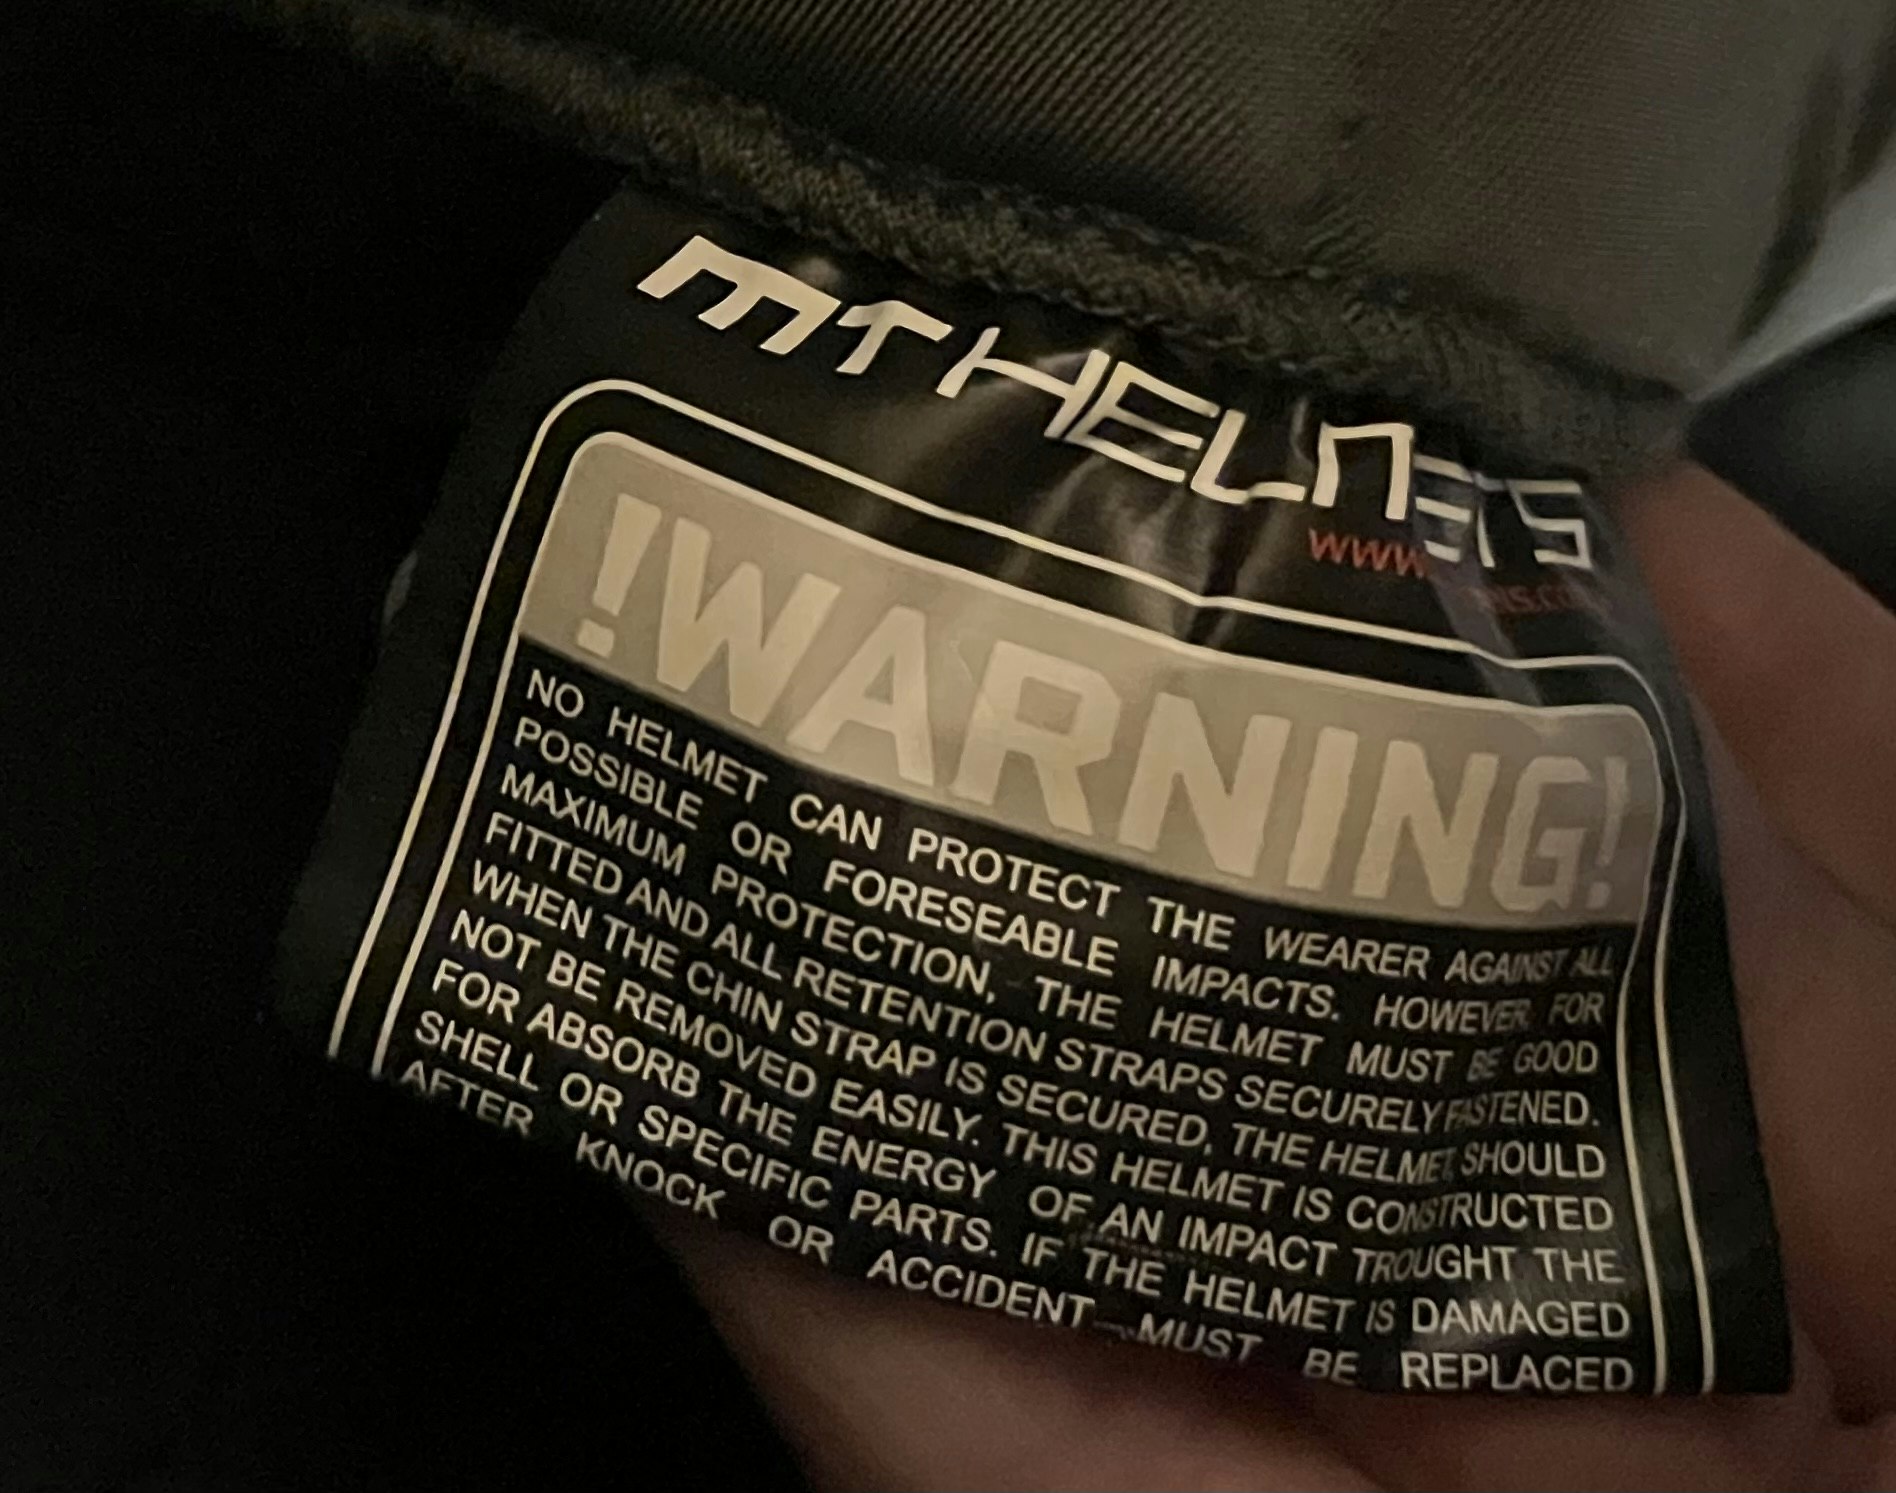 MT HELMETS
www
!WARNING!
NO HELMET CAN PROTECT THE WEARER AGAINST ALL
POSSIBLE OR FORESEABLE IMPACTS. HOWEVER FOR
MAXIMUM PROTECTION, THE HELMET MUST BE GOOD
FITTED AND ALL RETENTION STRAPS SECURELY FASTENED.
WHEN THE CHIN STRAP IS SECURED, THE HELMET SHOULD
NOT BE REMOVED EASILY. THIS HELMET IS CONSTRUCTED
FOR ABSORB THE ENERGY OF AN IMPACT TROUGHT THE
SHELL OR SPECIFIC PARTS. IF THE HELMET IS DAMAGED
AFTER KNOCK OR ACCIDENT MUST BE REPLACED